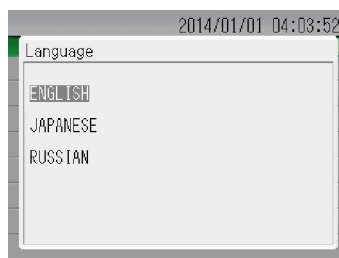 2014/01/01 04:03:52
Language
ENGLISH
JAPANESE
RUSSIAN